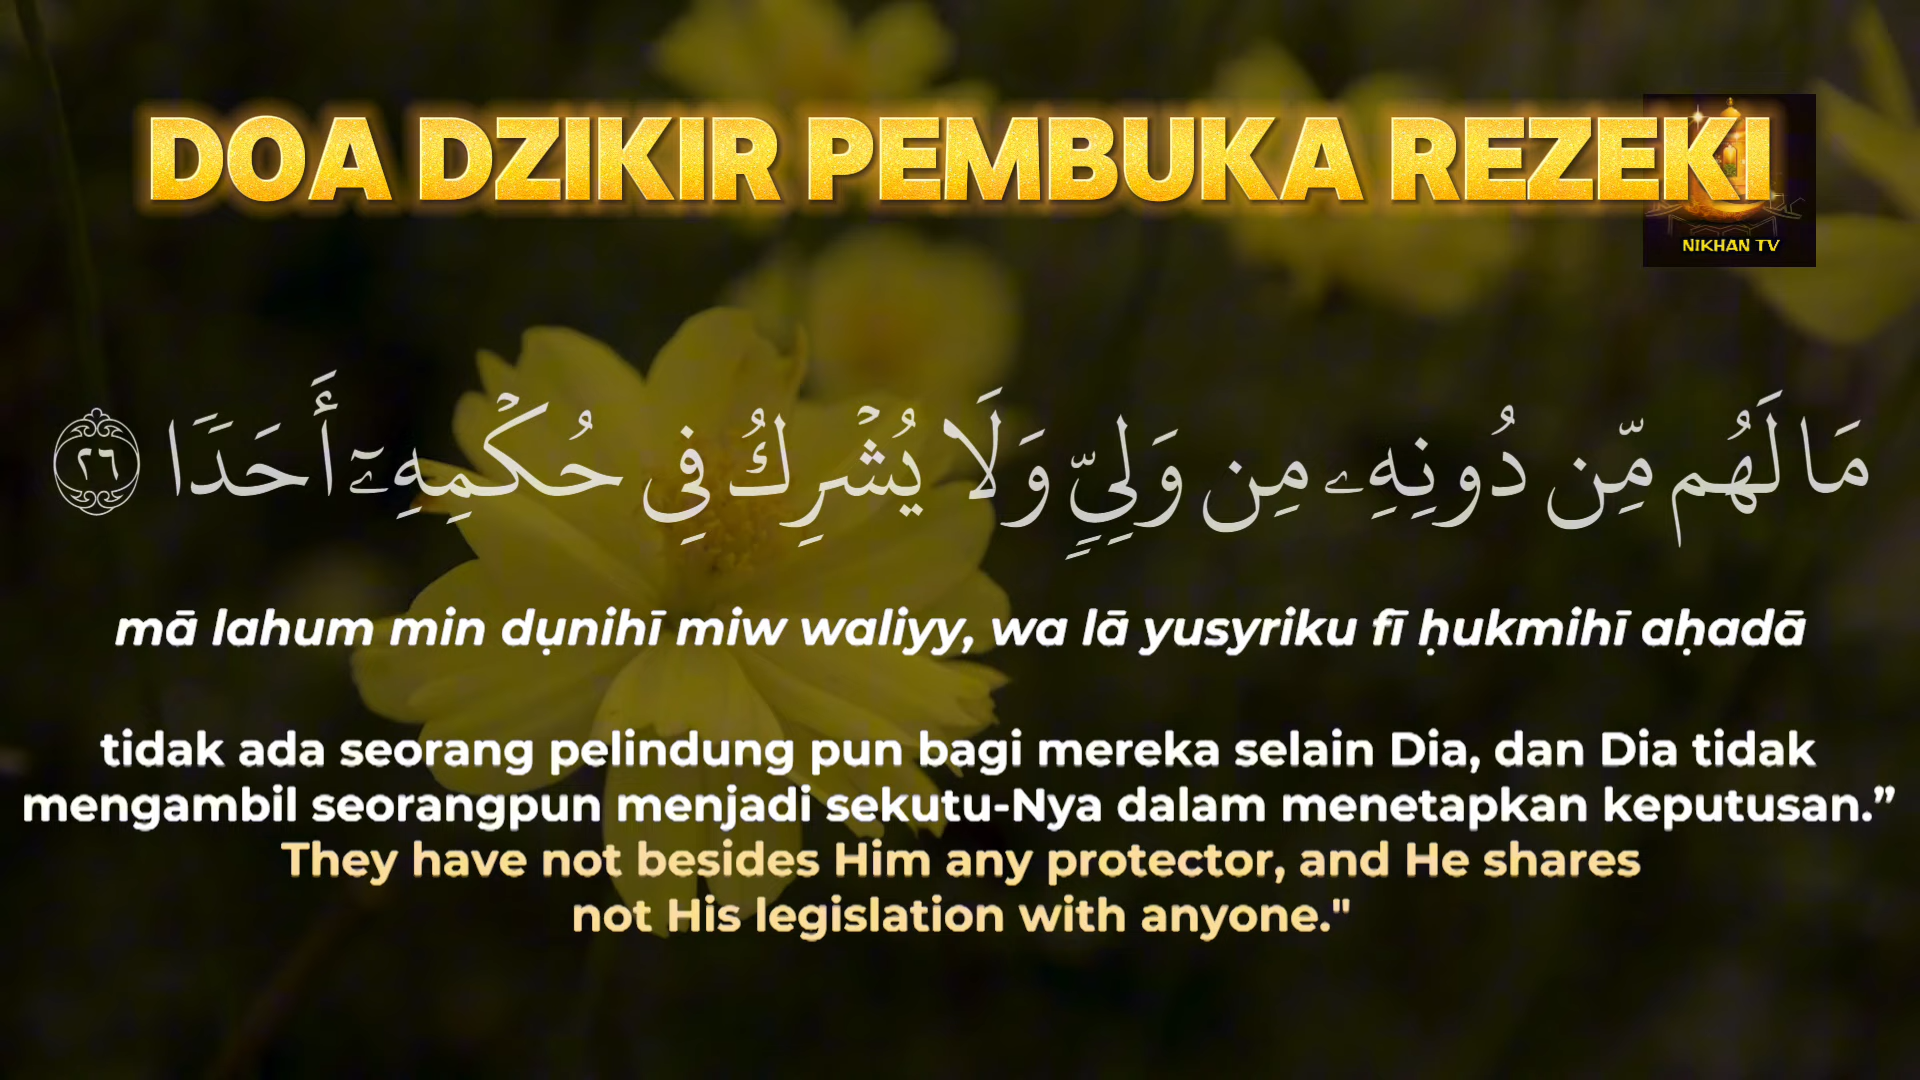 DOA DZIKIR PEMBUKA REZEKI
NIKHAN TV
مَا لَهُم مِّن دُونِهِۦ مِن وَلِىٍّ وَلَا يُشْرِكُ فِى حُكْمِهِۦٓ أَحَدًا ٢٦
mā lahum min dụnihī miw waliyy, wa lā yusyriku fī ḥukmihī aḥadā
tidak ada seorang pelindung pun bagi mereka selain Dia, dan Dia tidak
mengambil seorangpun menjadi sekutu-Nya dalam menetapkan keputusan.”
They have not besides Him any protector, and He shares
not His legislation with anyone."